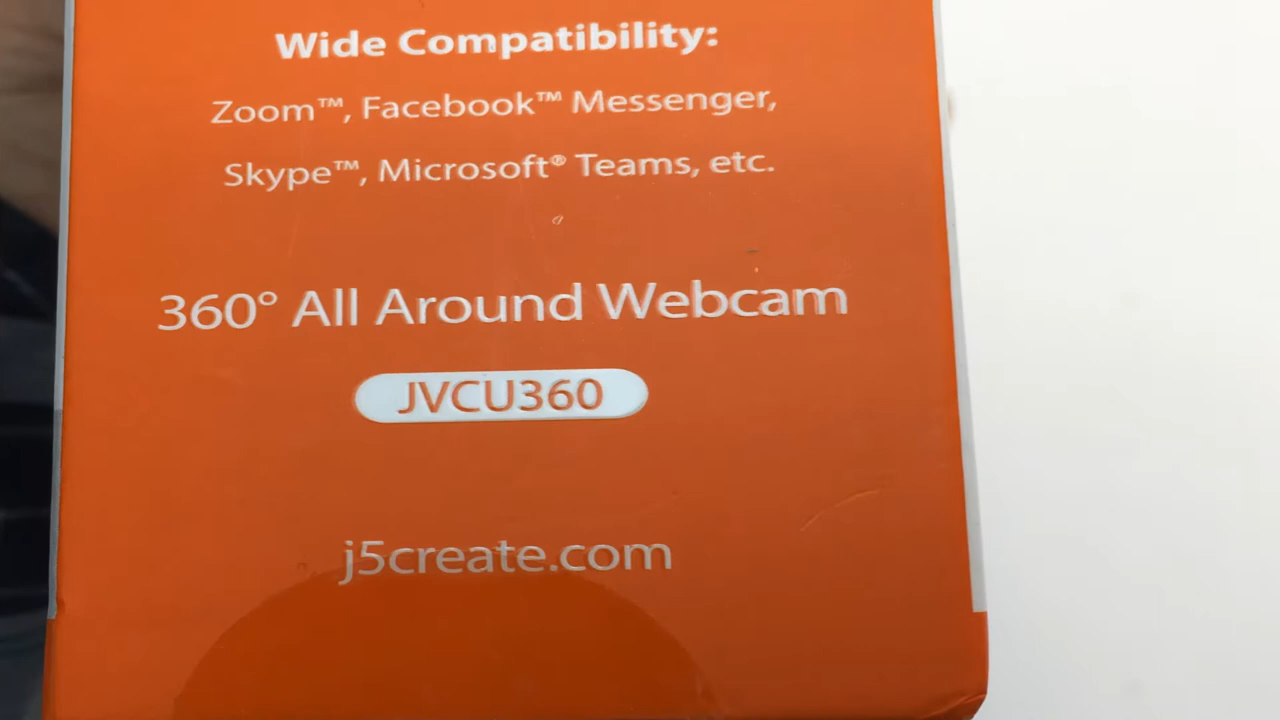 Wide Compatibility:
Zoom™, Facebook™ Messenger,
Skype™, Microsoft® Teams, etc.
360° All Around Webcam
JVCU360
j5create.com